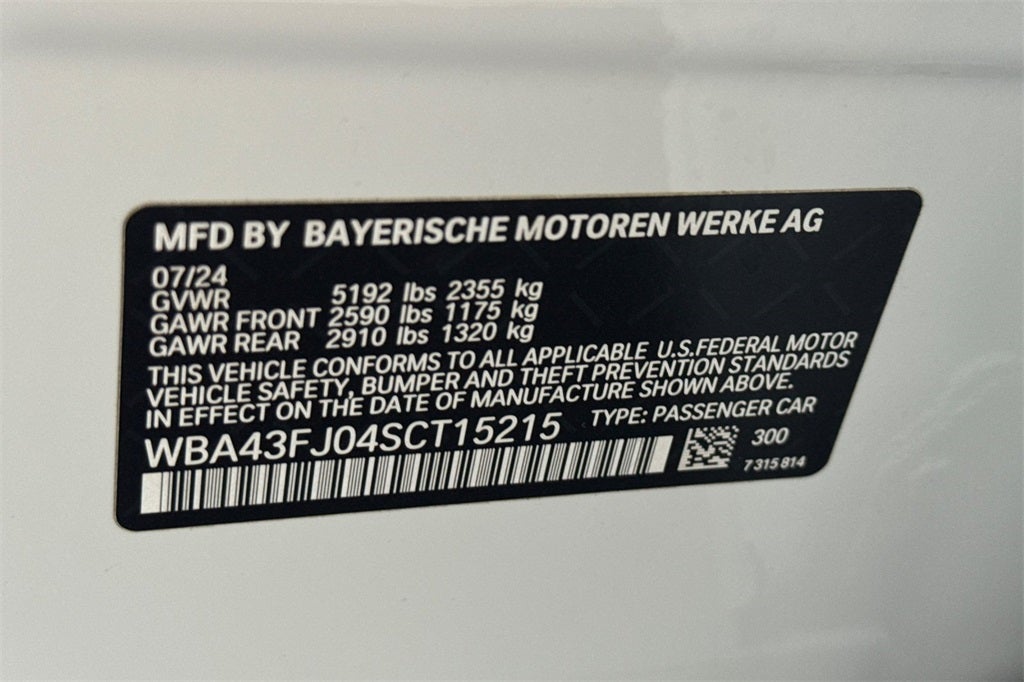 MFD BY BAYERISCHE MOTOREN WERKE AG
07/24
GVWR 5192 lbs 2355 kg
GAWR FRONT 2590 lbs 1175 kg
GAWR REAR 2910 lbs 1320 kg
THIS VEHICLE CONFORMS TO ALL APPLICABLE U.S.FEDERAL MOTOR
VEHICLE SAFETY, BUMPER AND THEFT PREVENTION STANDARDS
IN EFFECT ON THE DATE OF MANUFACTURE SHOWN ABOVE.
WBA43FJ04SCT15215 TYPE: PASSENGER CAR
300
7 315 814